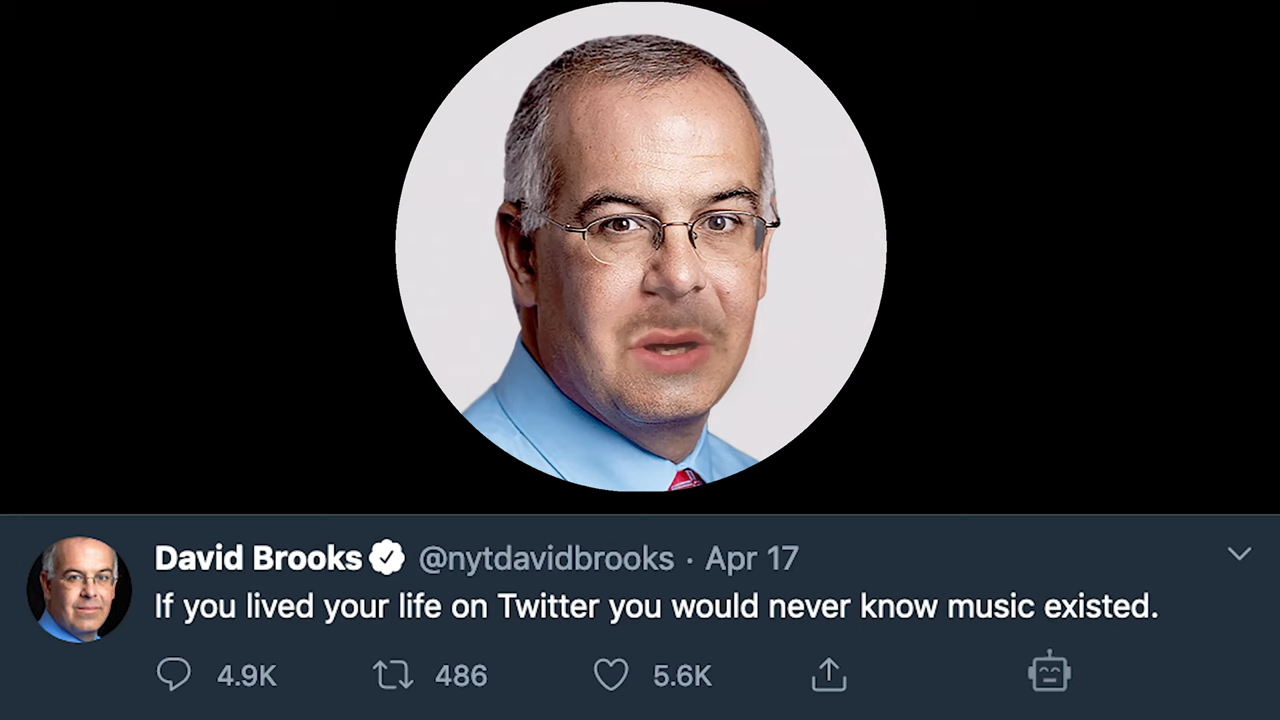 David Brooks @nytdavidbrooks · Apr 17
If you lived your life on Twitter you would never know music existed.
4.9K 486 5.6K